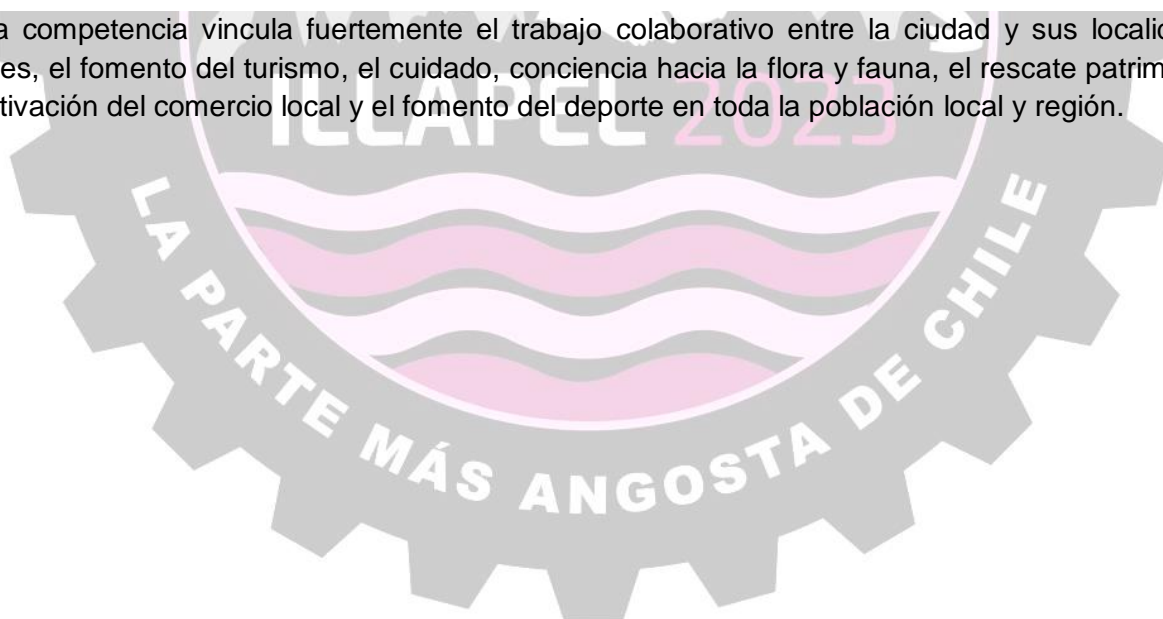 a competencia vincula fuertemente el trabajo colaborativo entre la ciudad y sus localid
es, el fomento del turismo, el cuidado, conciencia hacia la flora y fauna, el rescate patrim
tivación del comercio local y el fomento del deporte en toda la población local y región.
ILLAPEL 2023
LA PARTE MÁS ANGOSTA DE CHILE